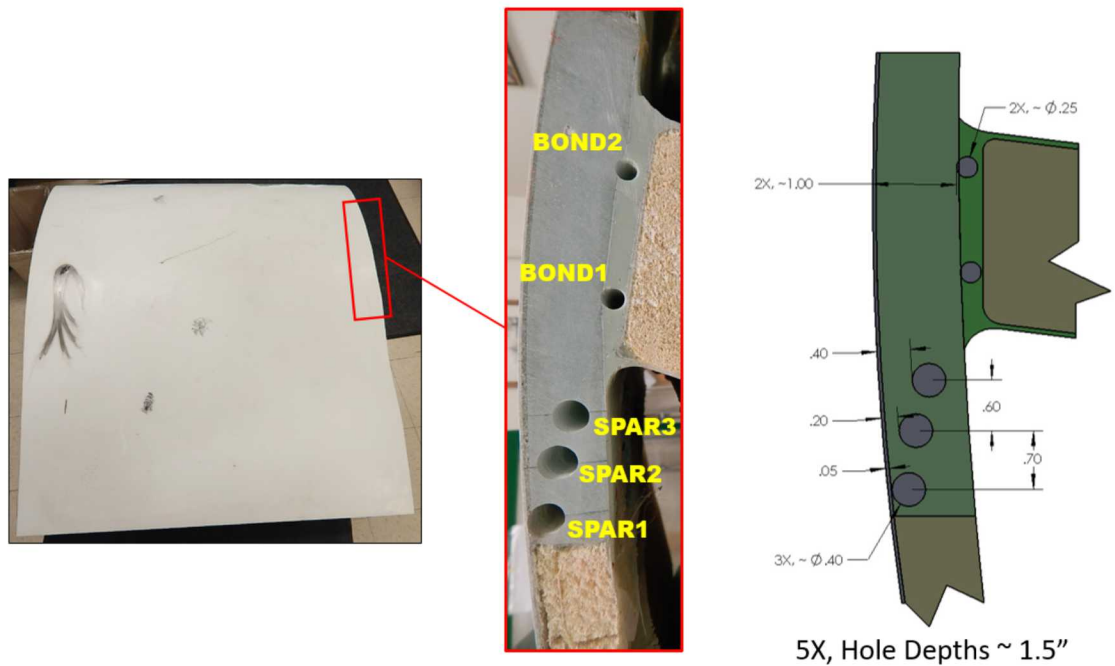 BOND2
BOND1
SPAR3
SPAR2
SPAR1
2X, ~ Ø.25
2X, ~1.00
.40
.60
.20
.70
.05
3X, ~ Ø.40
5X, Hole Depths ~ 1.5”